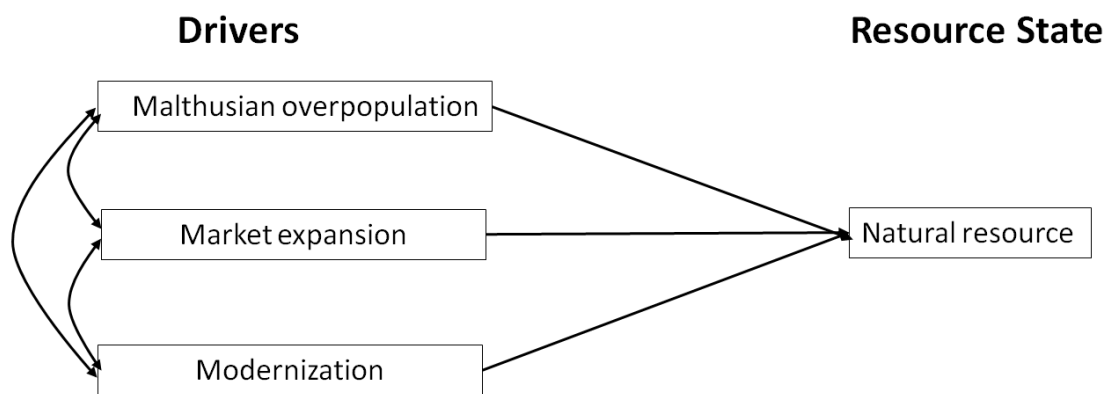 Drivers
Resource State
Malthusian overpopulation
Market expansion
Natural resource
Modernization